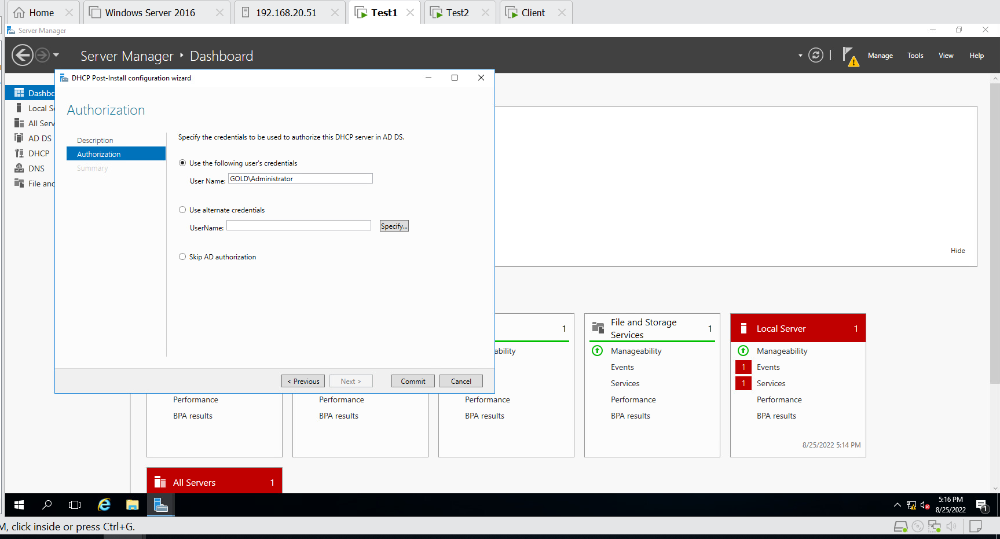 Home
Windows Server 2016
192.168.20.51
Test1
Test2
Client
Server Manager
Server Manager
Dashboard
Manage
Tools
View
Help
DHCP Post-Install configuration wizard
Dashbo
Local Se
All Serv
AD DS
DHCP
DNS
File and
Authorization
Description
Authorization
Summary
Specify the credentials to be used to authorize this DHCP server in AD DS.
Use the following user's credentials
User Name: GOLD\Administrator
Use alternate credentials
UserName:
Specify...
Skip AD authorization
< Previous
Next >
Commit
Cancel
Hide
Performance
BPA results
Performance
BPA results
1
ability
Performance
BPA results
File and Storage
Services
1
Manageability
Events
Services
Performance
BPA results
Local Server 1
Manageability
1 Events
1 Services
Performance
BPA results
8/25/2022 5:14 PM
All Servers 1
5:16 PM
8/25/2022
1
M, click inside or press Ctrl+G.